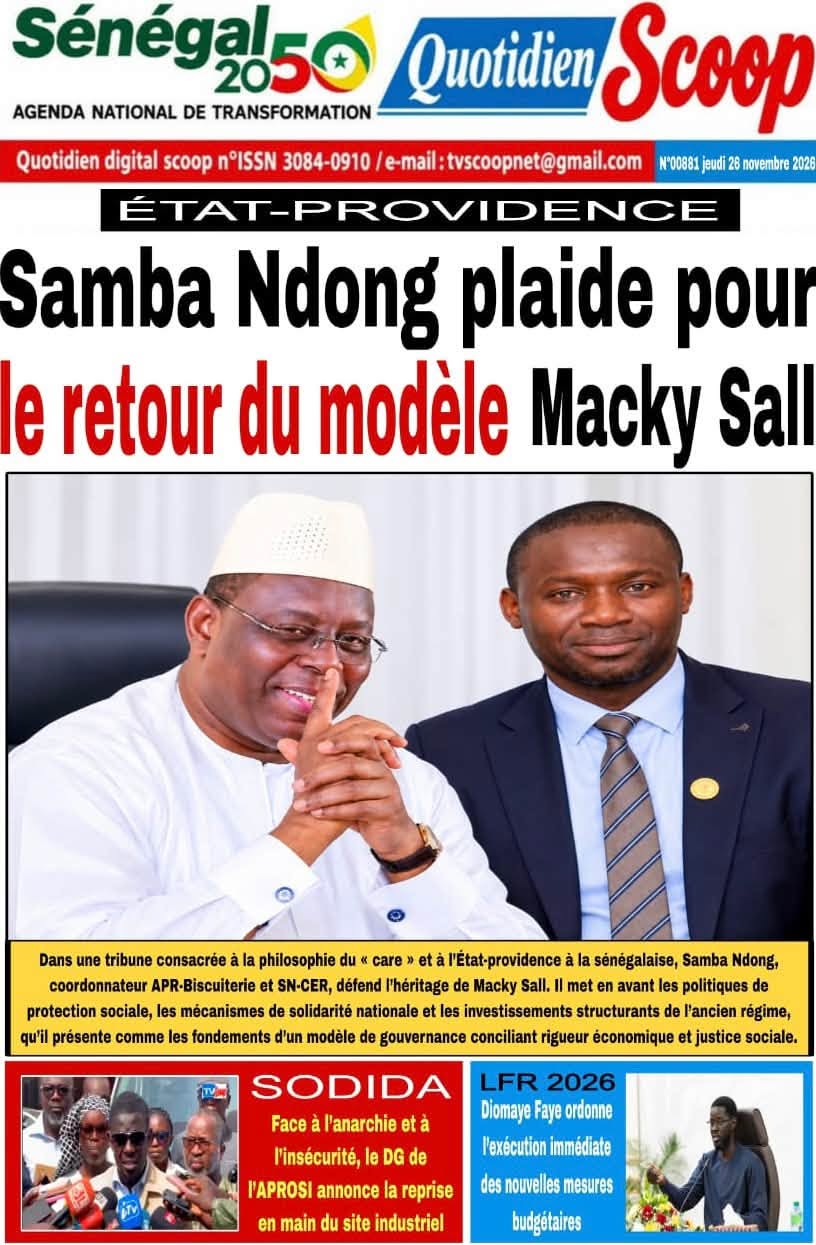 Sénégal
2050
AGENDA NATIONAL DE TRANSFORMATION
Quotidien Scoop
Quotidien digital scoop n°ISSN 3084-0910 / e-mail : tvscoopnet@gmail.com
N°00881 jeudi 26 novembre 2026
ÉTAT-PROVIDENCE
Samba Ndong plaide pour
le retour du modèle Macky Sall
Dans une tribune consacrée à la philosophie du « care » et à l'État-providence à la sénégalaise, Samba Ndong,
coordonnateur APR-Biscuiterie et SN-CER, défend l'héritage de Macky Sall. Il met en avant les politiques de
protection sociale, les mécanismes de solidarité nationale et les investissements structurants de l'ancien régime,
qu'il présente comme les fondements d'un modèle de gouvernance conciliant rigueur économique et justice sociale.
SODIDA
Face à l'anarchie et à
l'insécurité, le DG de
l'APROSI annonce la reprise
en main du site industriel
LFR 2026
Diomaye Faye ordonne
l'exécution immédiate
des nouvelles mesures
budgétaires